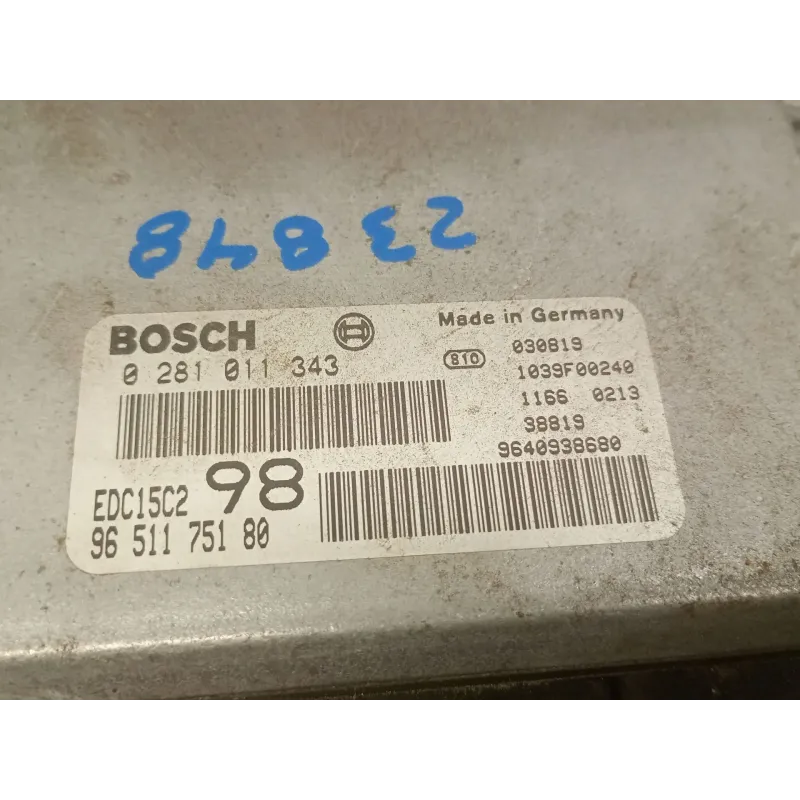 23848
BOSCH
Made in Germany
0 281 011 343
810
030819
1039F00240
1166 0213
38819
9640938680
EDC15C2 98
96 511 751 80